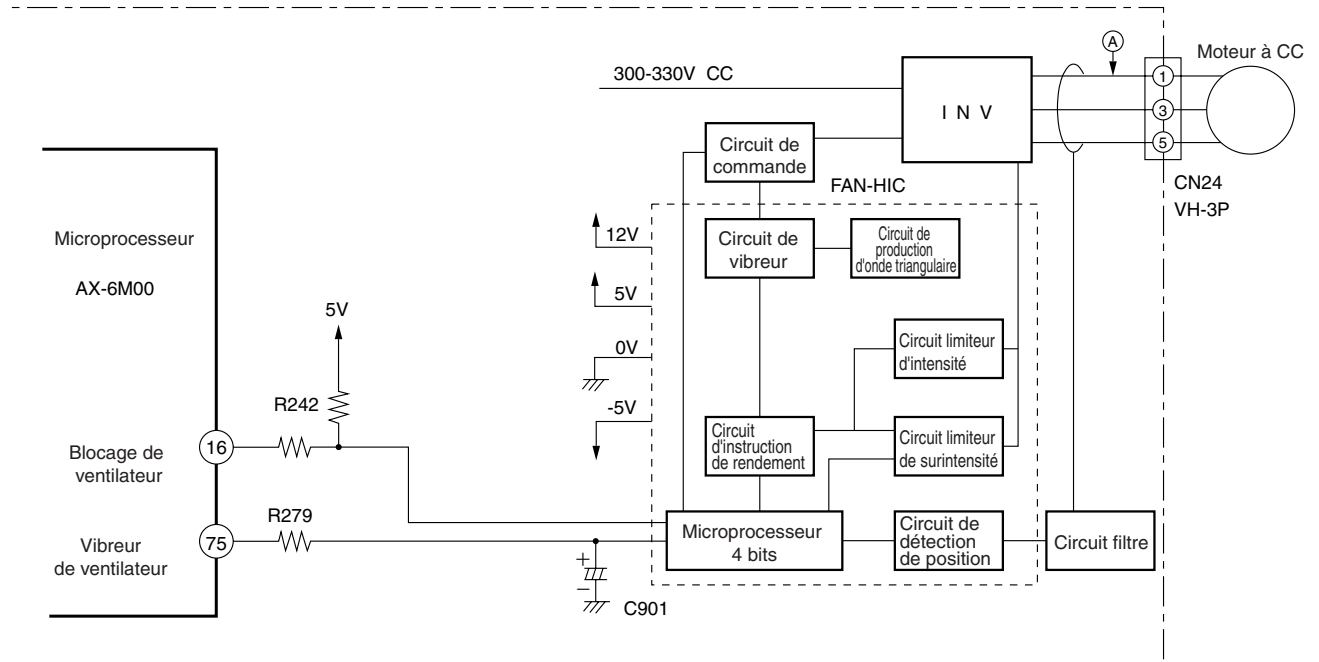 300-330V CC
I N V
A
Moteur à CC
1
3
5
CN24
VH-3P
Circuit de
commande
FAN-HIC
Microprocesseur
AX-6M00
12V
5V
0V
-5V
Circuit de
vibreur
Circuit de
production
d'onde triangulaire
5V
R242
Circuit limiteur
d'intensité
Blocage de
ventilateur
16
Circuit
d'instruction
de rendement
Circuit limiteur
de surintensité
Vibreur
de ventilateur
75
R279
+
−
C901
Microprocesseur
4 bits
Circuit de
détection
de position
Circuit filtre